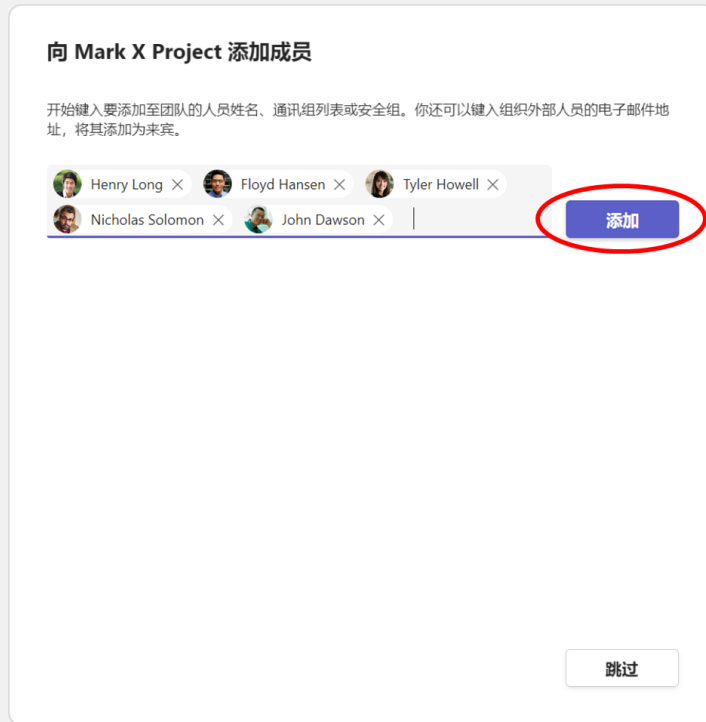 向 Mark X Project 添加成员
开始键入要添加至团队的人员姓名、通讯组列表或安全组。你还可以键入组织外部人员的电子邮件地
址，将其添加为来宾。
Henry Long Floyd Hansen Tyler Howell
Nicholas Solomon John Dawson
添加
跳过